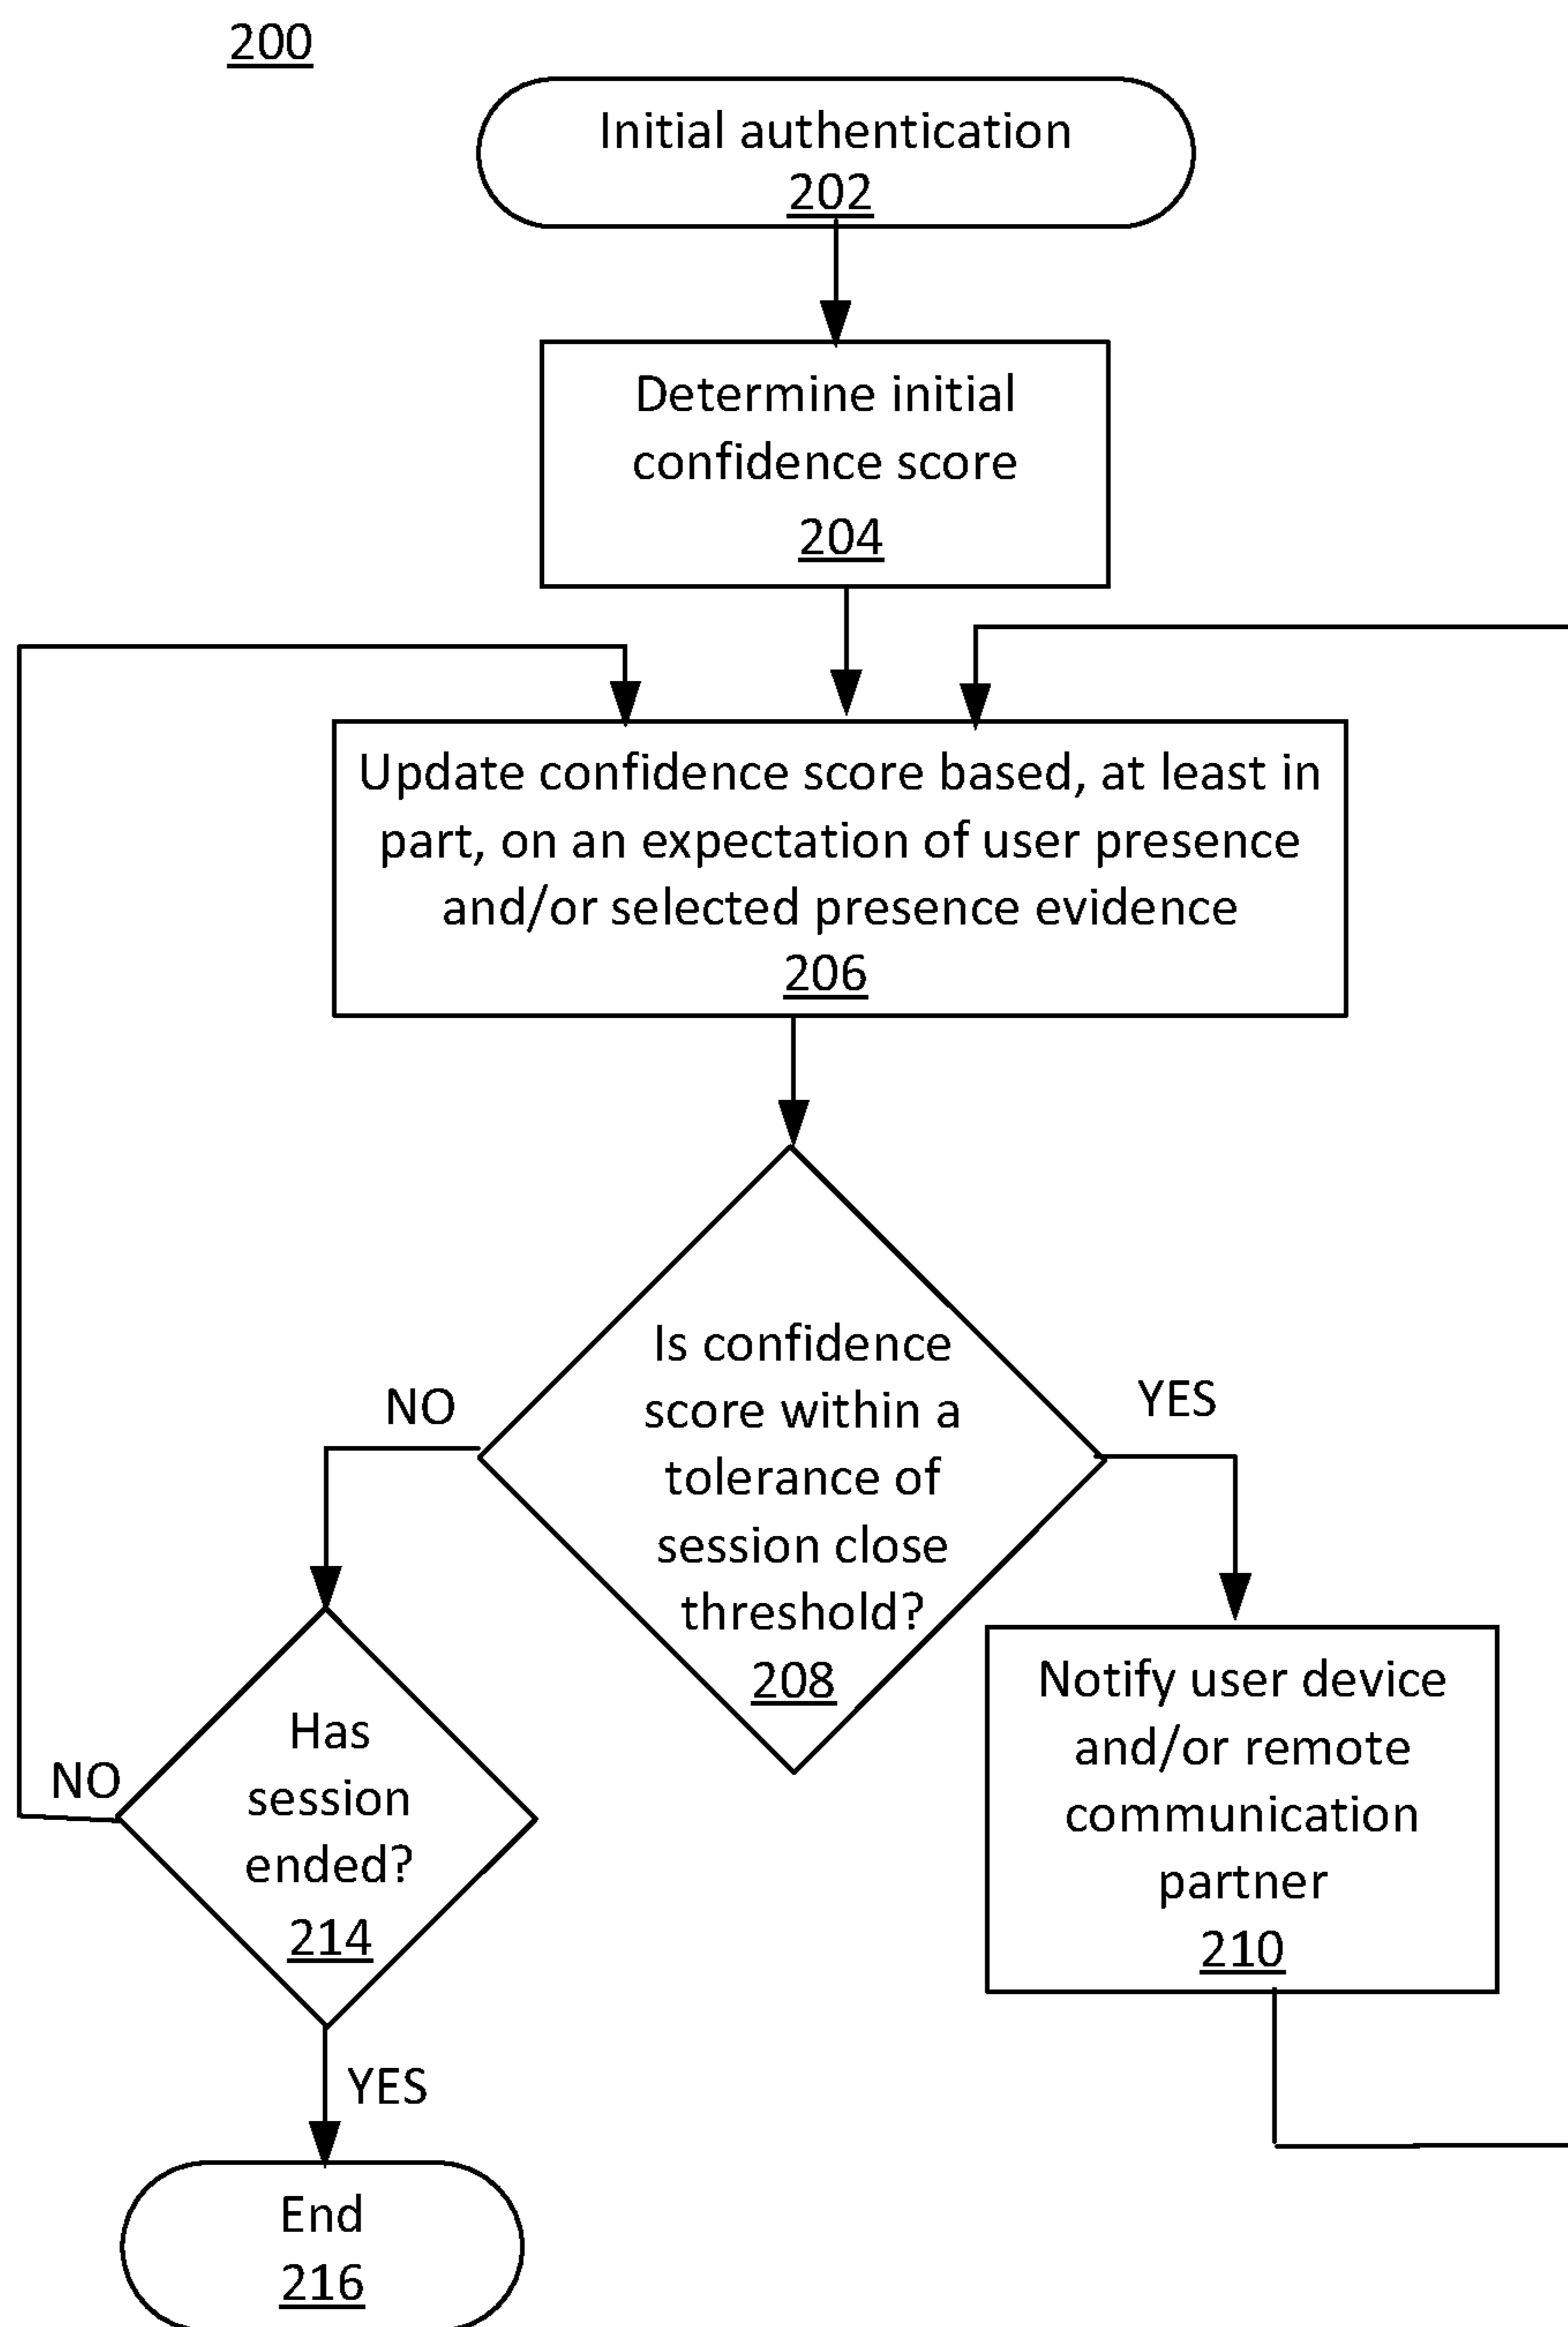 200
Initial authentication
202
Determine initial
confidence score
204
Update confidence score based, at least in
part, on an expectation of user presence
and/or selected presence evidence
206
Is confidence
score within a
tolerance of
session close
threshold?
208
NO
YES
Has
session
ended?
214
NO
YES
Notify user device
and/or remote
communication
partner
210
End
216